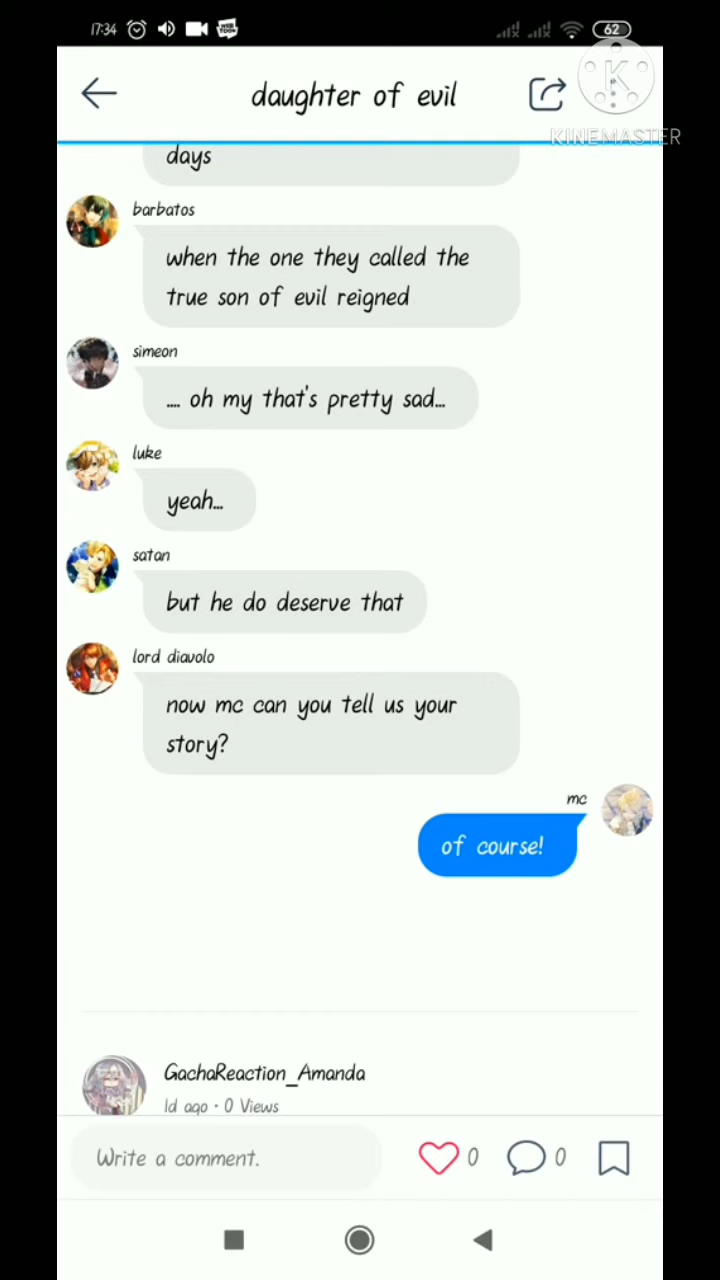 17:34
WEB
TOON
62
daughter of evil
K
KINEMASTER
days
barbatos
when the one they called the
true son of evil reigned
simeon
.... oh my that's pretty sad...
luke
yeah...
satan
but he do deserve that
lord diavolo
now mc can you tell us your
story?
mc
of course!
GachaReaction_Amanda
1d ago · 0 Views
Write a comment.
0
0